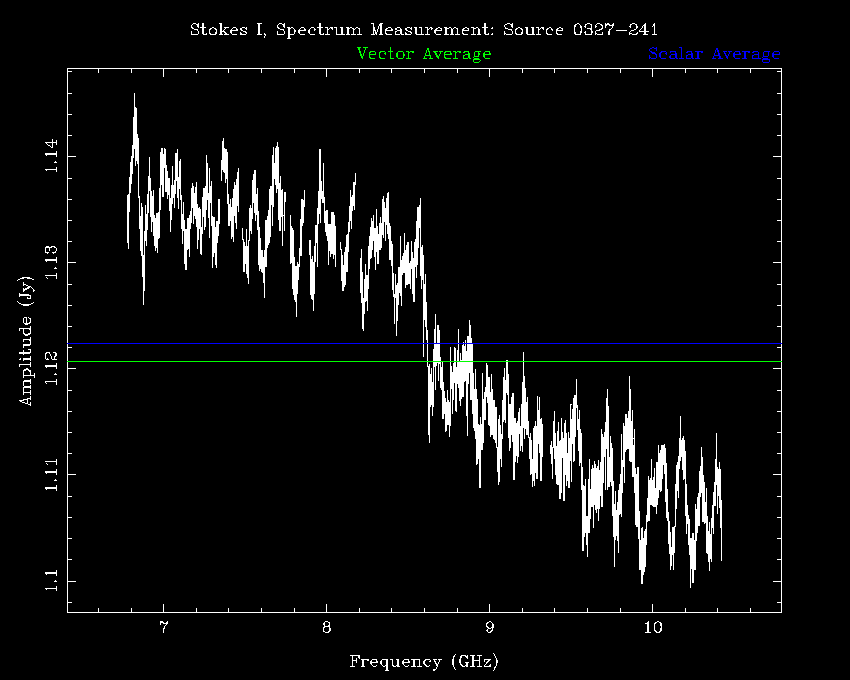 Stokes I, Spectrum Measurement: Source 0327−241
Vector Average Scalar Average
1.14
1.13
1.12
1.11
1.1
Amplitude (Jy)
7 8 9 10
Frequency (GHz)